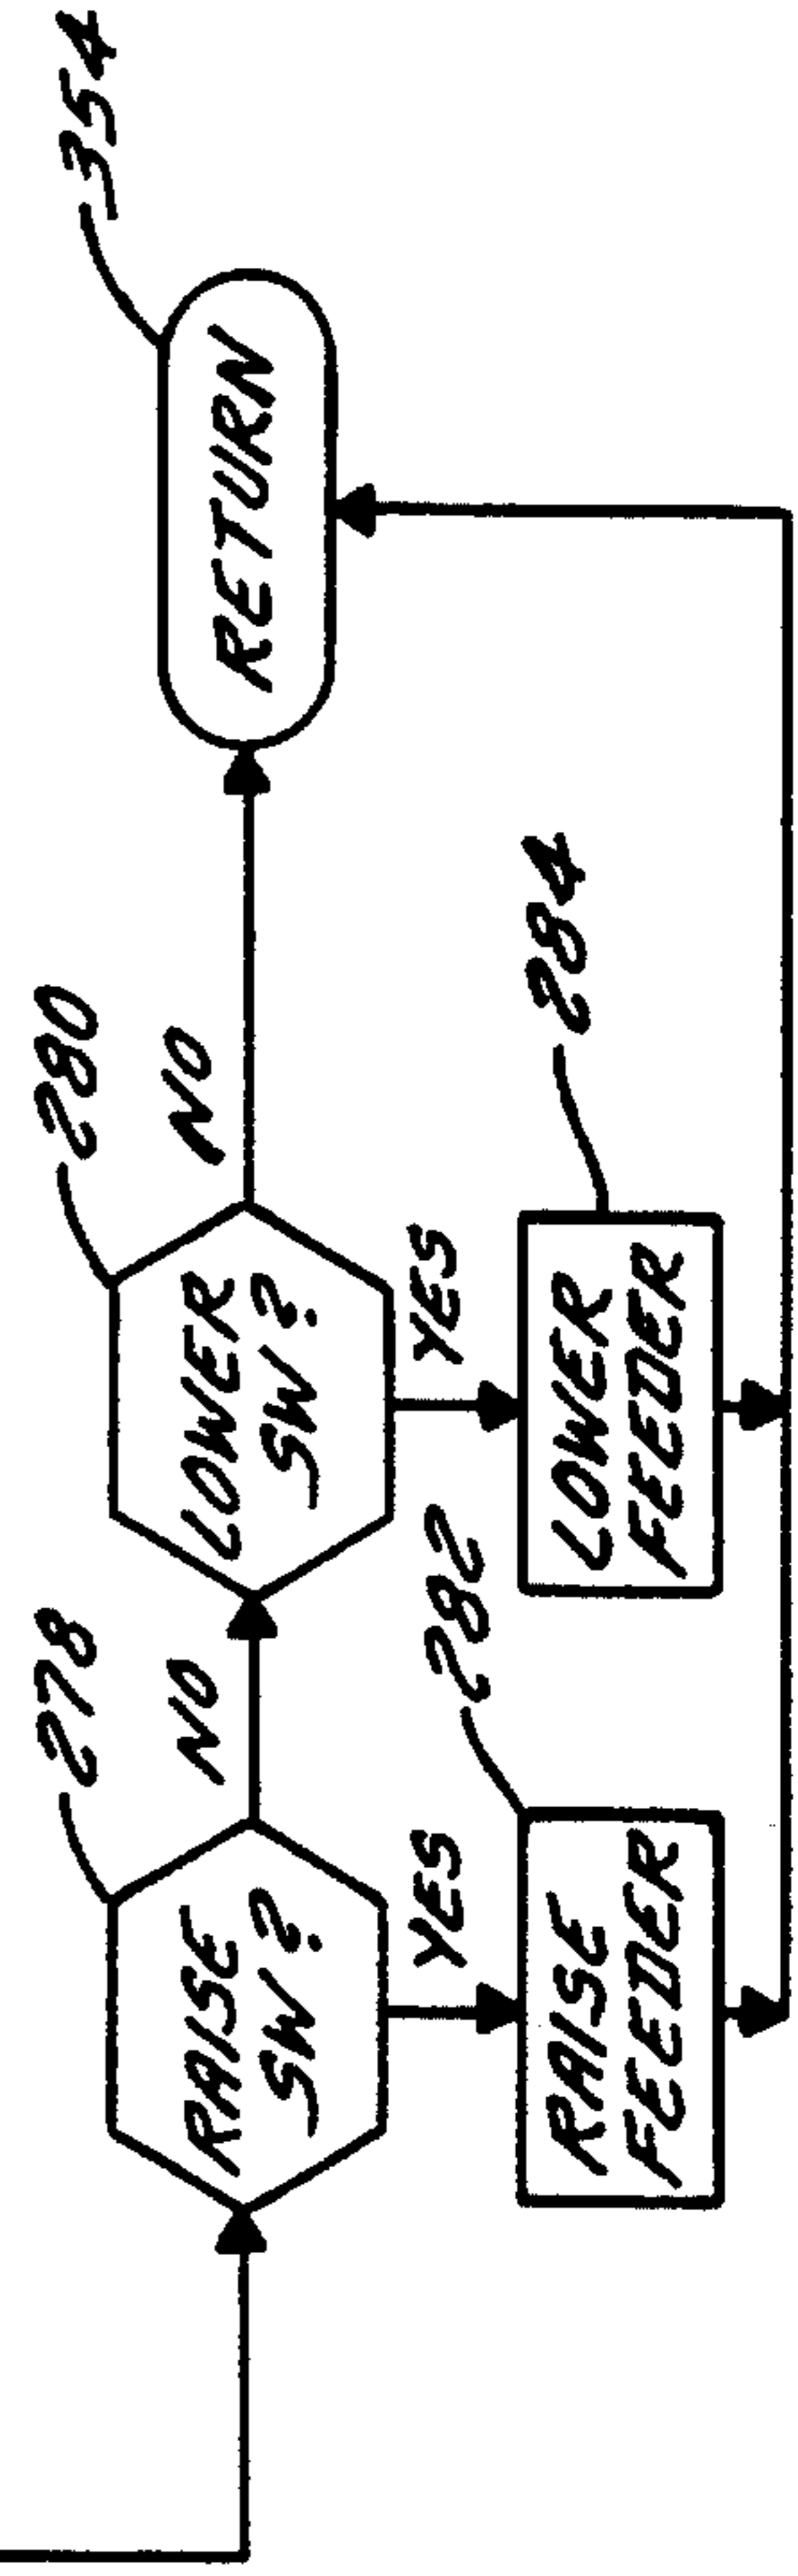 278
RAISE
SW?
NO
YES
282
RAISE
FEEDER
280
LOWER
SW?
NO
YES
284
LOWER
FEEDER
354
RETURN